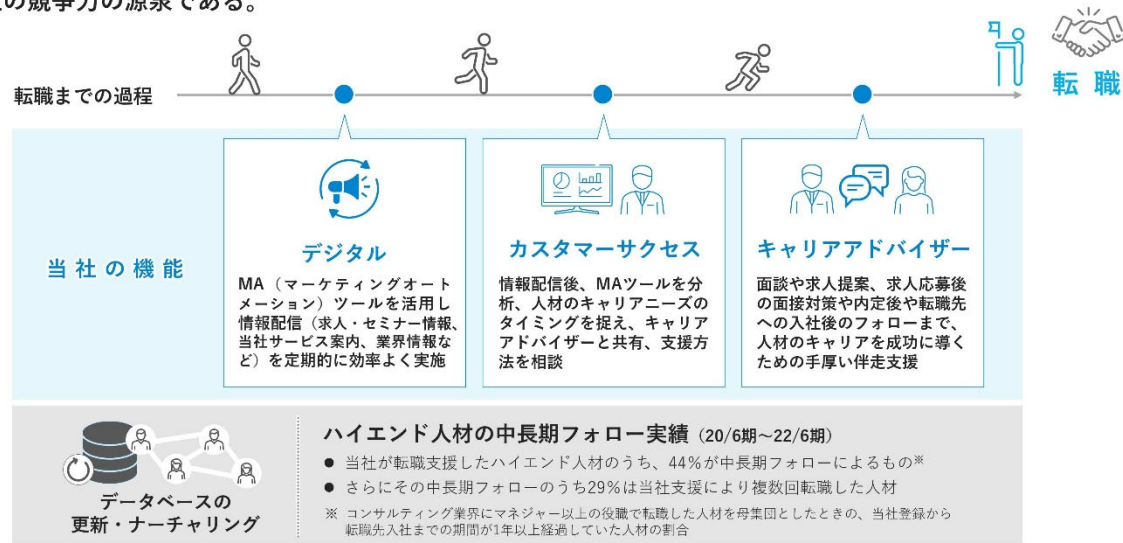 の競争力の源泉である。
転職までの過程
転 職
当社の機能
デジタル
MA(マーケティングオート
メーション)ツールを活用し
情報配信(求人・セミナー情報、
当社サービス案内、業界情報な
ど)を定期的に効率よく実施
カスタマーサクセス
情報配信後、MAツールを分
析、人材のキャリアニーズの
タイミングを捉え、キャリア
アドバイザーと共有、支援方
法を相談
キャリアアドバイザー
面談や求人提案、求人応募後
の面接対策や内定後や転職先
への入社後のフォローまで、
人材のキャリアを成功に導く
ための手厚い伴走支援
データベースの
更新・ナーチャリング
ハイエンド人材の中長期フォロー実績(20/6期～22/6期)
● 当社が転職支援したハイエンド人材のうち、44%が中長期フォローによるもの※
● さらにその中長期フォローのうち29%は当社支援により複数回転職した人材
※ コンサルティング業界にマネジャー以上の役職で転職した人材を母集団としたときの、当社登録から
転職先入社までの期間が1年以上経過していた人材の割合